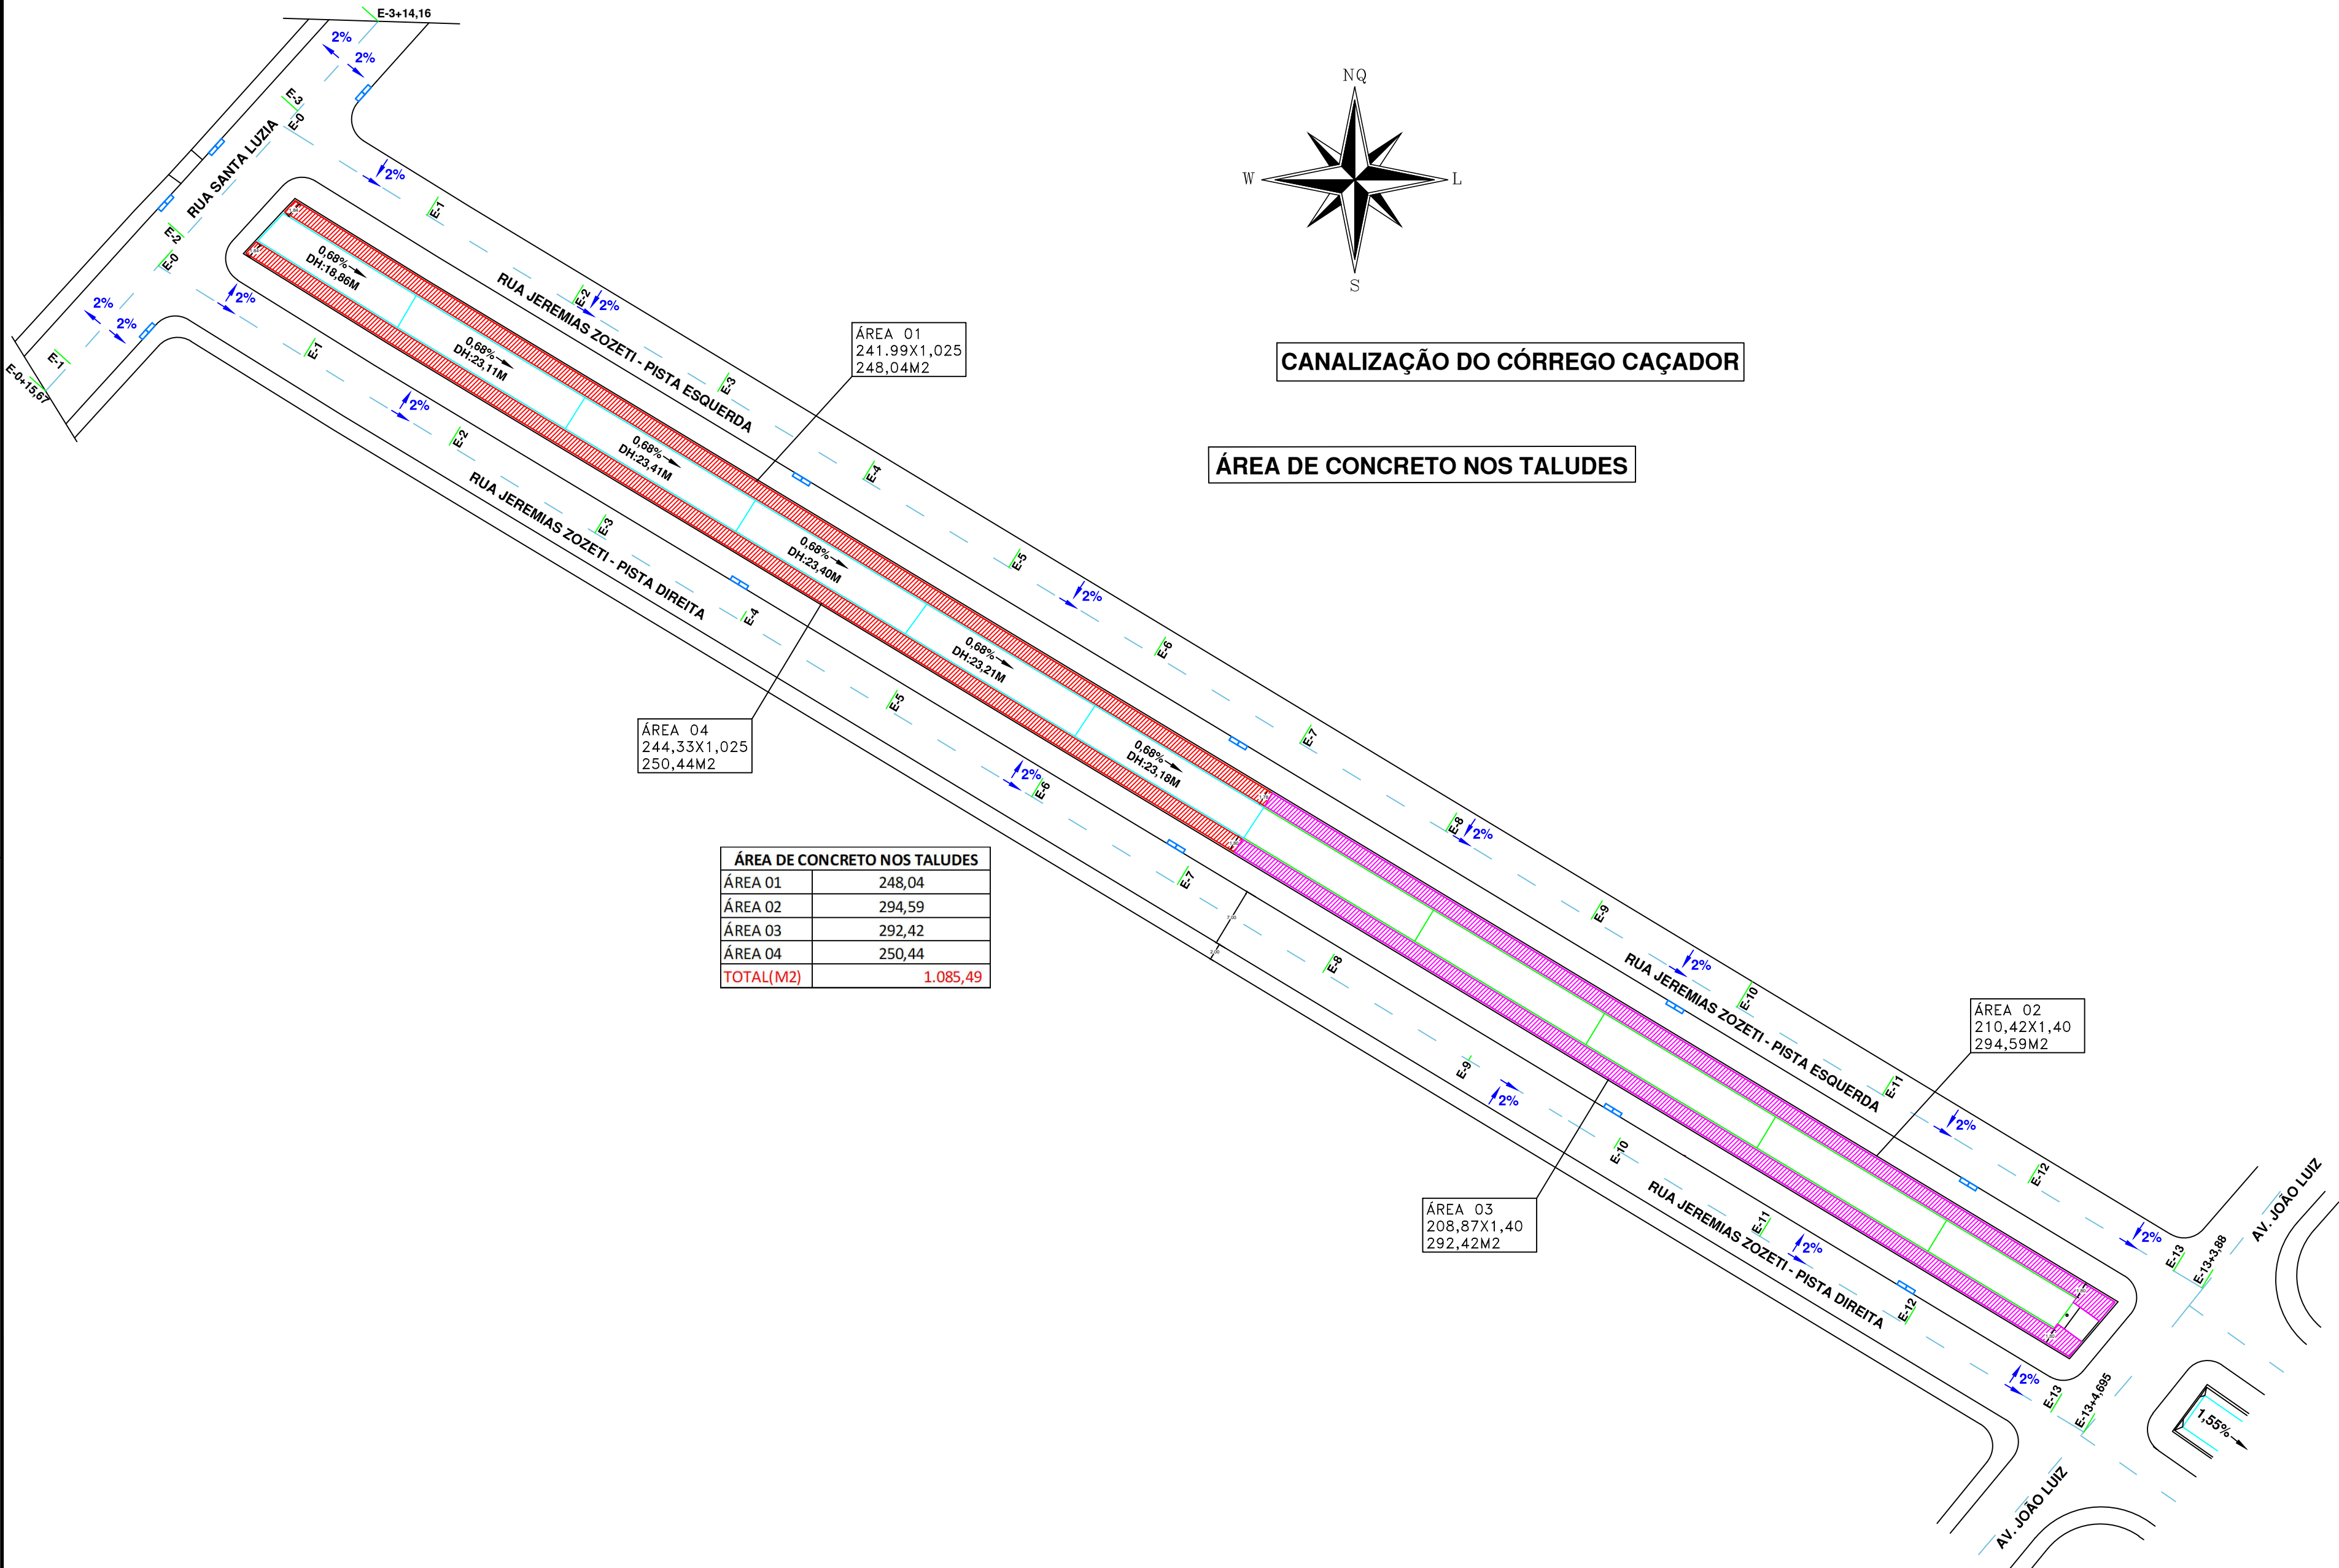 E-3+14,16
2%
2%
E-3
E-0
RUA SANTA LUZIA
E-2
E-0
2%
2%
E-1
E-0+15,67
NQ
W
L
S
CANALIZAÇÃO DO CÓRREGO CAÇADOR
ÁREA DE CONCRETO NOS TALUDES
2%
E-1
E-2
2%
RUA JEREMIAS ZOZETI - PISTA ESQUERDA
E-3
E-4
E-5
2%
E-6
E-7
E-8
2%
E-9
2%
E-10
RUA JEREMIAS ZOZETI - PISTA ESQUERDA
E-11
2%
E-12
2%
E-13
E-13+3,88
AV. JOÃO LUIZ
0,68%
DH:18,86M
0,68%
DH:23,11M
0,68%
DH:23,41M
0,68%
DH:23,40M
0,68%
DH:23,21M
0,68%
DH:23,18M
ÁREA 01
241.99X1,025
248,04M2
ÁREA 04
244,33X1,025
250,44M2
ÁREA 02
210,42X1,40
294,59M2
ÁREA 03
208,87X1,40
292,42M2
2%
E-1
2%
E-2
RUA JEREMIAS ZOZETI - PISTA DIREITA
E-3
E-4
E-5
2%
E-6
E-7
7,00
E-8
E-9
2%
E-10
RUA JEREMIAS ZOZETI - PISTA DIREITA
E-11
2%
E-12
2%
E-13
E-13+4,695
1,55%
AV. JOÃO LUIZ
ÁREA DE CONCRETO NOS TALUDES
ÁREA 01 248,04
ÁREA 02 294,59
ÁREA 03 292,42
ÁREA 04 250,44
TOTAL(M2) 1.085,49